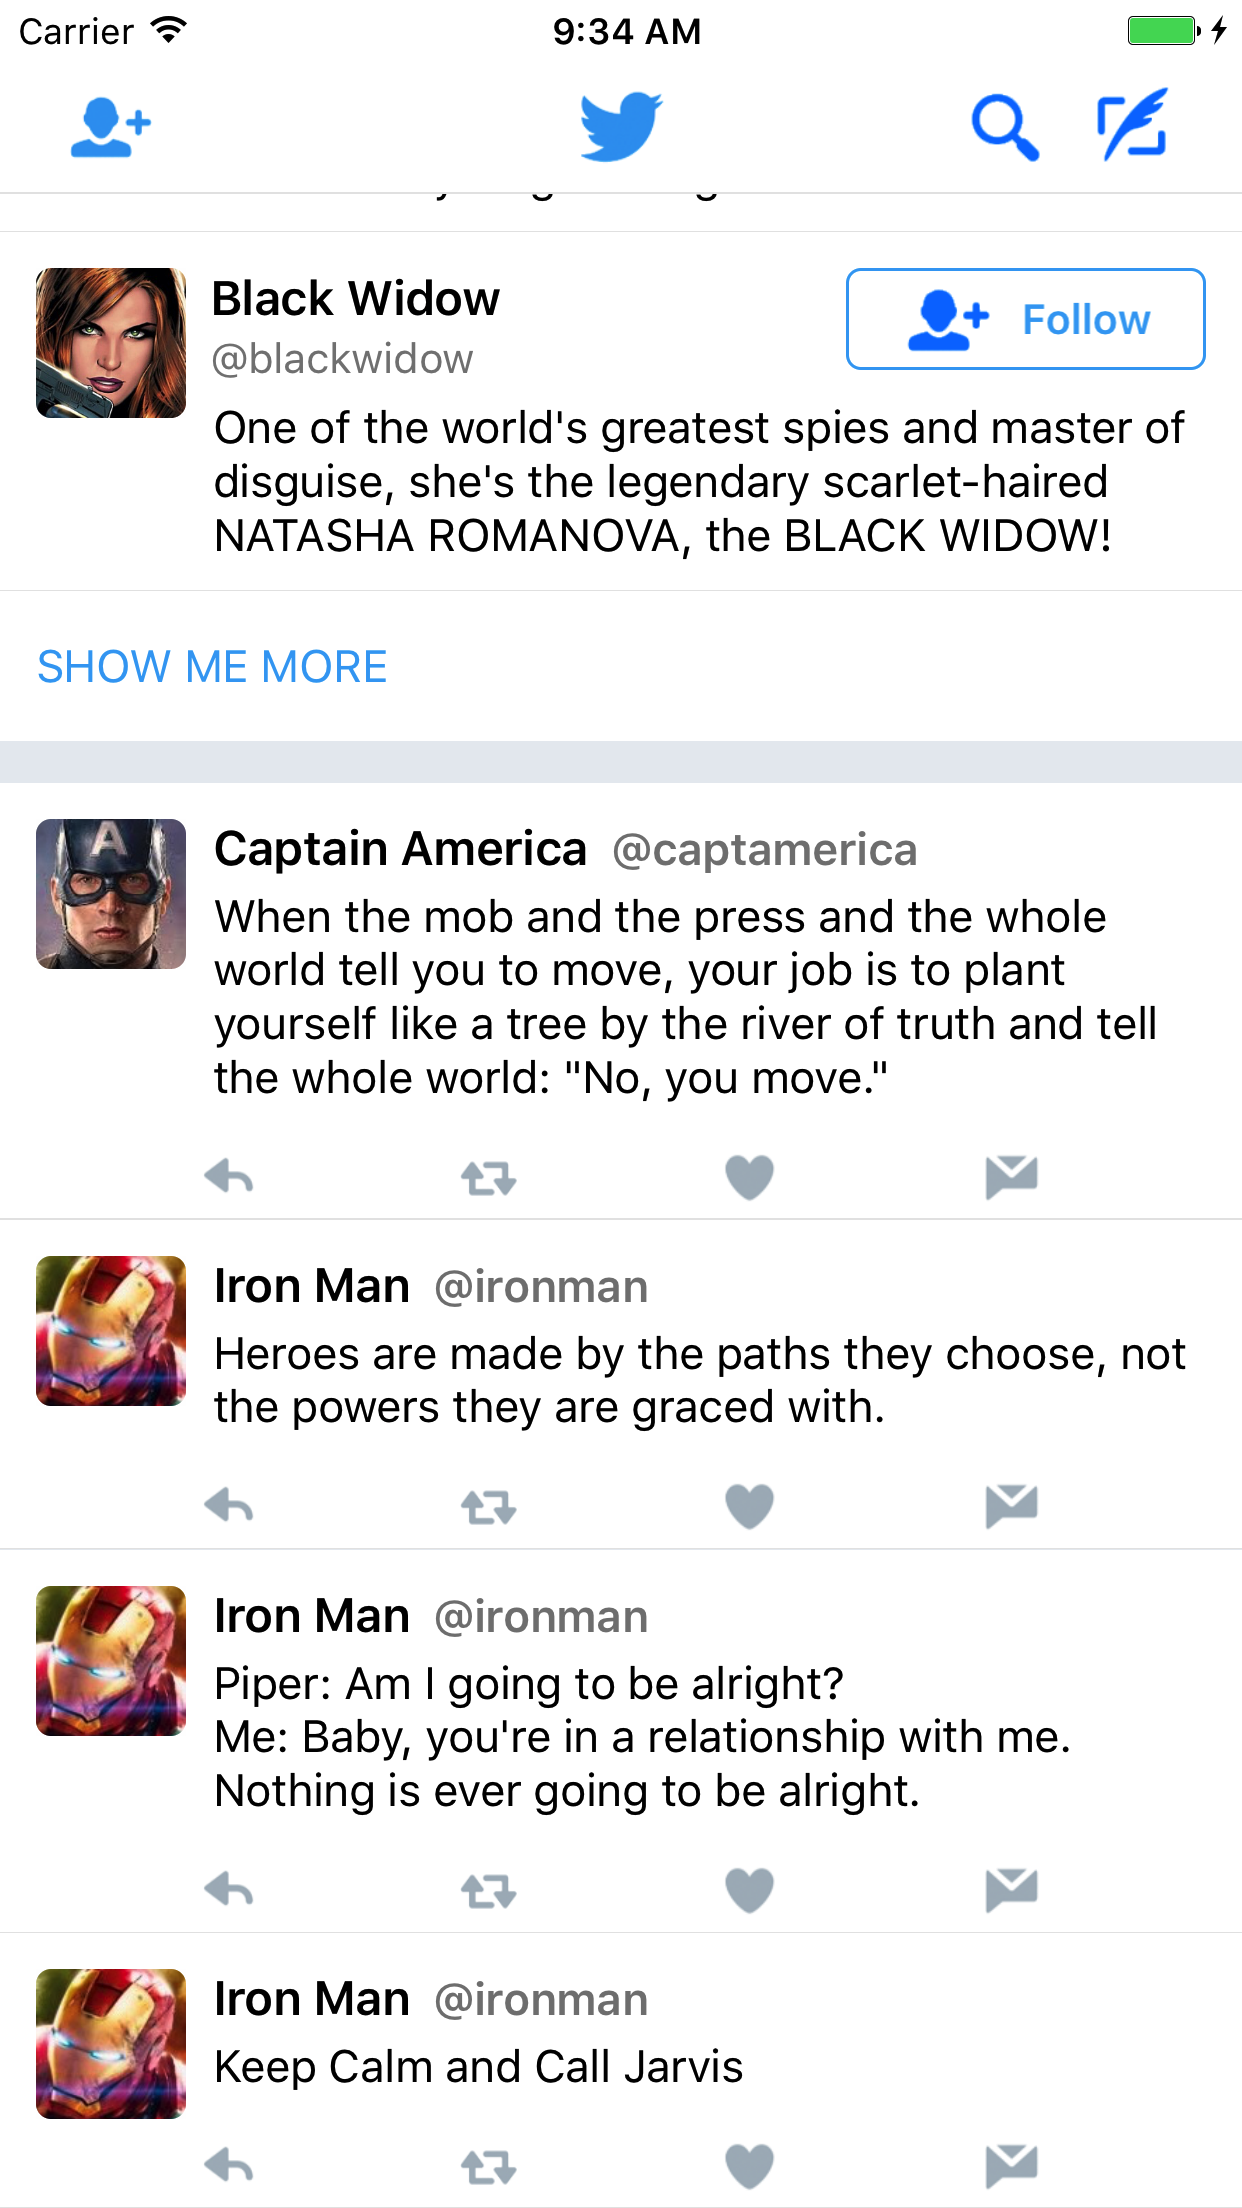 Carrier 9:34 AM
Black Widow
@blackwidow
Follow
One of the world's greatest spies and master of
disguise, she's the legendary scarlet-haired
NATASHA ROMANOVA, the BLACK WIDOW!
SHOW ME MORE
Captain America @captamerica
When the mob and the press and the whole
world tell you to move, your job is to plant
yourself like a tree by the river of truth and tell
the whole world: "No, you move."
Iron Man @ironman
Heroes are made by the paths they choose, not
the powers they are graced with.
Iron Man @ironman
Piper: Am I going to be alright?
Me: Baby, you're in a relationship with me.
Nothing is ever going to be alright.
Iron Man @ironman
Keep Calm and Call Jarvis